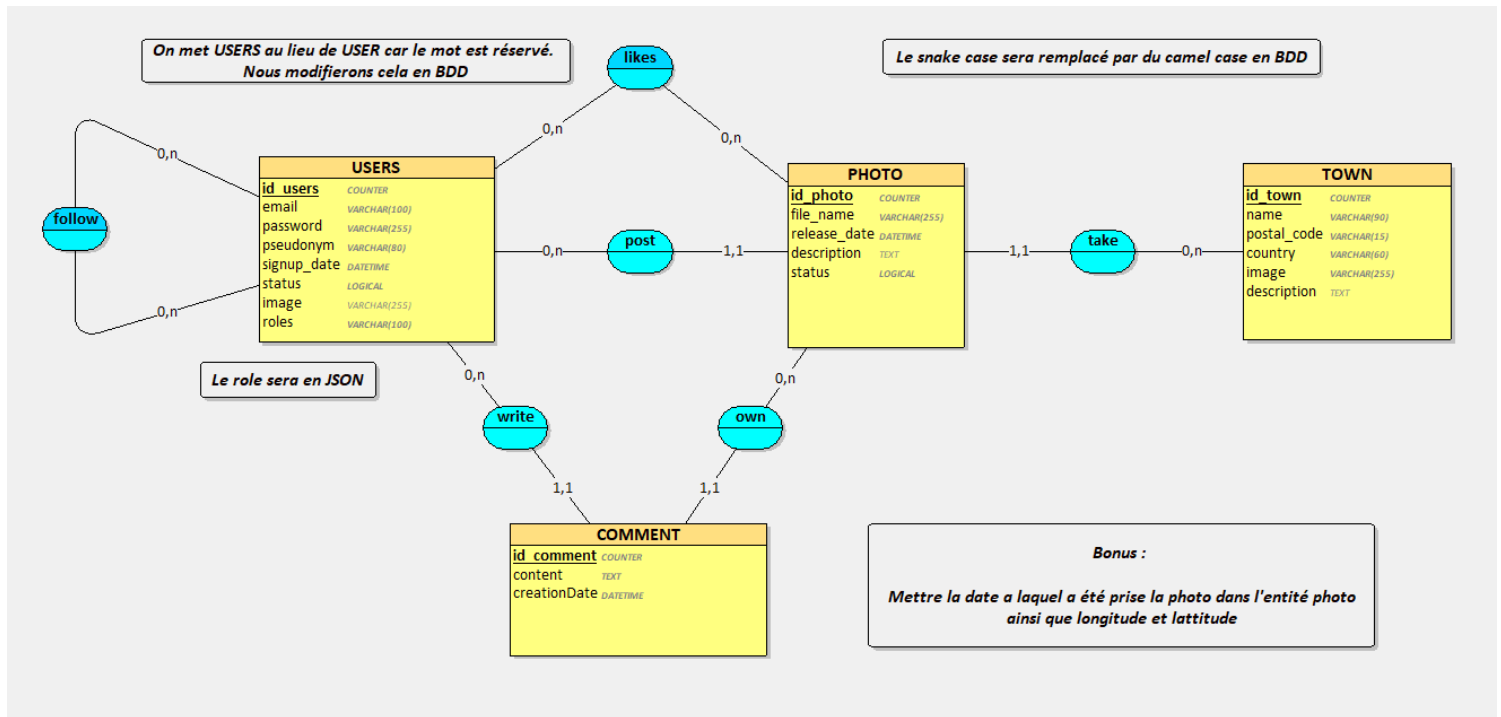 On met USERS au lieu de USER car le mot est réservé.
Nous modifierons cela en BDD
likes
Le snake case sera remplacé par du camel case en BDD
0,n
0,n
0,n
USERS
id_users COUNTER
email VARCHAR(100)
password VARCHAR(255)
pseudonym VARCHAR(80)
signup_date DATETIME
status LOGICAL
image VARCHAR(255)
roles VARCHAR(100)
follow
0,n
0,n
post
1,1
PHOTO
id_photo COUNTER
file_name VARCHAR(255)
release_date DATETIME
description TEXT
status LOGICAL
1,1
take
0,n
TOWN
id_town COUNTER
name VARCHAR(90)
postal_code VARCHAR(15)
country VARCHAR(60)
image VARCHAR(255)
description TEXT
Le role sera en JSON
0,n
0,n
write
own
1,1
1,1
COMMENT
id_comment COUNTER
content TEXT
creationDate DATETIME
Bonus :
Mettre la date a laquel a été prise la photo dans l'entité photo
ainsi que longitude et lattitude